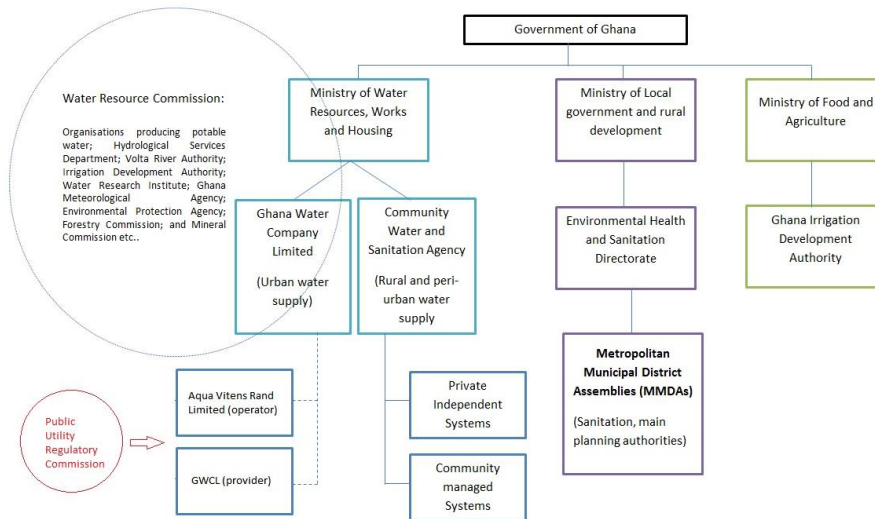 Government of Ghana
Water Resource Commission:
Organisations producing potable
water; Hydrological Services
Department; Volta River Authority;
Irrigation Development Authority;
Water Research Institute; Ghana
Meteorological Agency;
Environmental Protection Agency;
Forestry Commission; and Mineral
Commission etc..
Ministry of Water
Resources, Works
and Housing
Ministry of Local
government and rural
development
Ministry of Food and
Agriculture
Ghana Water
Company
Limited
(Urban water
supply)
Community
Water and
Sanitation Agency
(Rural and peri-
urban water
supply
Environmental Health
and Sanitation
Directorate
Ghana Irrigation
Development
Authority
Metropolitan
Municipal District
Assemblies (MMDAs)
(Sanitation, main
planning authorities)
Public
Utility
Regulatory
Commission
Aqua Vitens Rand
Limited (operator)
GWCL (provider)
Private
Independent
Systems
Community
managed
Systems